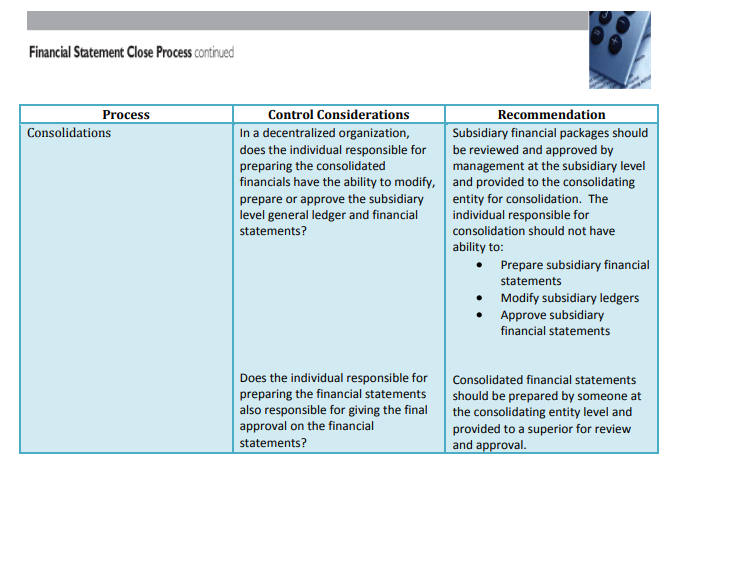 Financial Statement Close Process continued
Process
Control Considerations
Recommendation
Consolidations
In a decentralized organization,
does the individual responsible for
preparing the consolidated
financials have the ability to modify,
prepare or approve the subsidiary
level general ledger and financial
statements?
Subsidiary financial packages should
be reviewed and approved by
management at the subsidiary level
and provided to the consolidating
entity for consolidation. The
individual responsible for
consolidation should not have
ability to:
• Prepare subsidiary financial
statements
• Modify subsidiary ledgers
• Approve subsidiary
financial statements
Does the individual responsible for
preparing the financial statements
also responsible for giving the final
approval on the financial
statements?
Consolidated financial statements
should be prepared by someone at
the consolidating entity level and
provided to a superior for review
and approval.